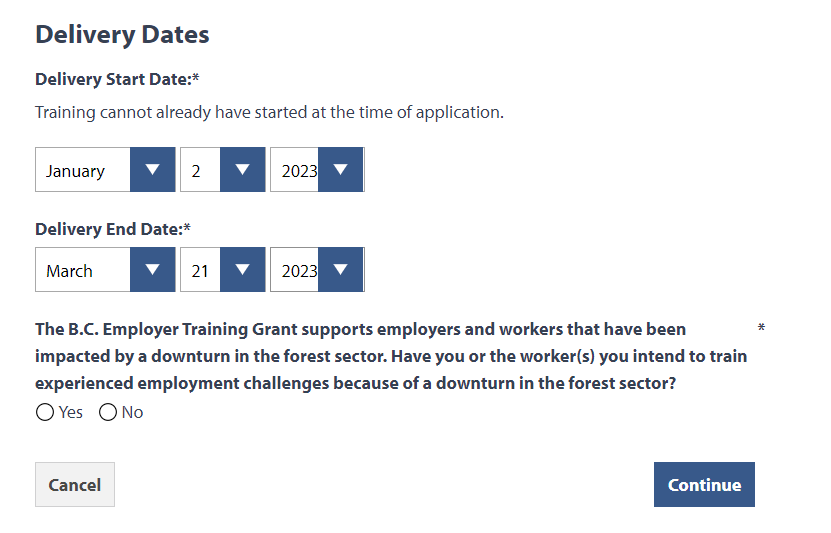 Delivery Dates
Delivery Start Date:*
Training cannot already have started at the time of application.
January 2 2023
Delivery End Date:*
March 21 2023
The B.C. Employer Training Grant supports employers and workers that have been *
impacted by a downturn in the forest sector. Have you or the worker(s) you intend to train
experienced employment challenges because of a downturn in the forest sector?
Yes No
Cancel Continue